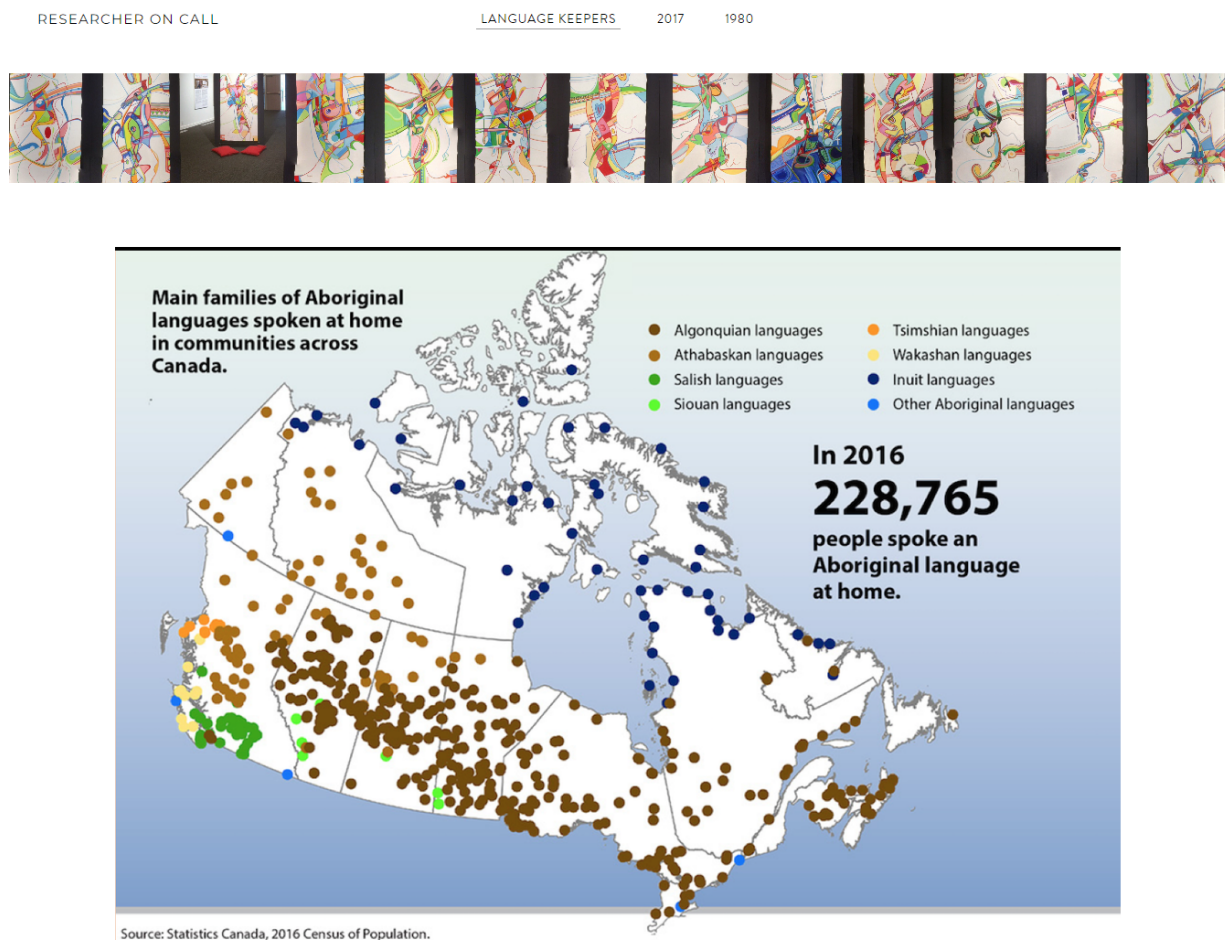 RESEARCHER ON CALL
LANGUAGE KEEPERS
2017
1980
Main families of Aboriginal
languages spoken at home
in communities across
Canada.
Algonquian languages
Athabaskan languages
Salish languages
Siouan languages
Tsimshian languages
Wakashan languages
Inuit languages
Other Aboriginal languages
In 2016
228,765
people spoke an
Aboriginal language
at home.
Source: Statistics Canada, 2016 Census of Population.